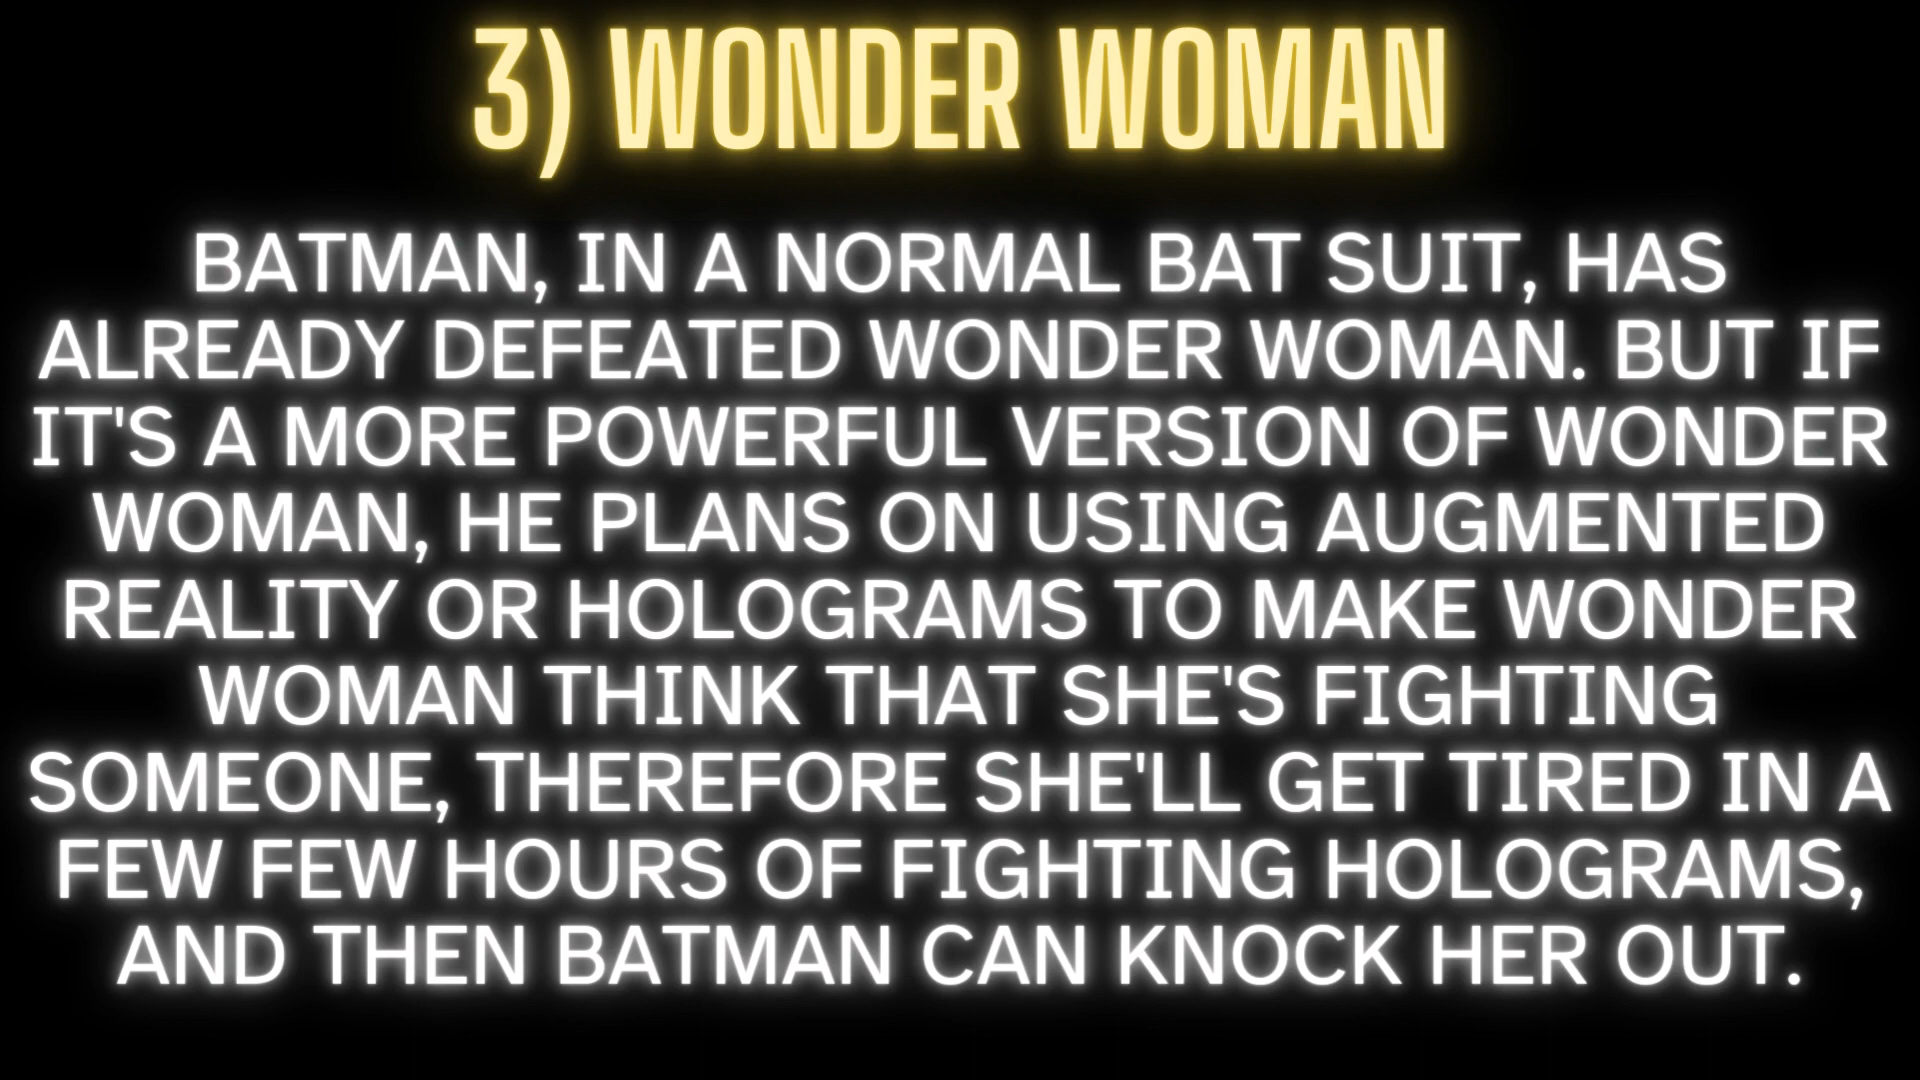 3) WONDER WOMAN
BATMAN, IN A NORMAL BAT SUIT, HAS
ALREADY DEFEATED WONDER WOMAN. BUT IF
IT'S A MORE POWERFUL VERSION OF WONDER
WOMAN, HE PLANS ON USING AUGMENTED
REALITY OR HOLOGRAMS TO MAKE WONDER
WOMAN THINK THAT SHE'S FIGHTING
SOMEONE, THEREFORE SHE'LL GET TIRED IN A
FEW FEW HOURS OF FIGHTING HOLOGRAMS,
AND THEN BATMAN CAN KNOCK HER OUT.